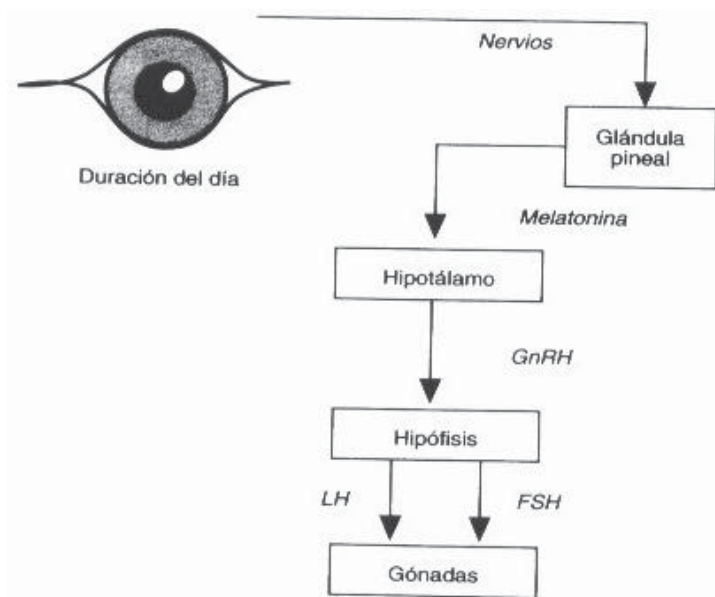 Nervios
Glándula
pineal
Duración del día
Melatonina
Hipotálamo
GnRH
Hipófisis
LH
FSH
Gónadas